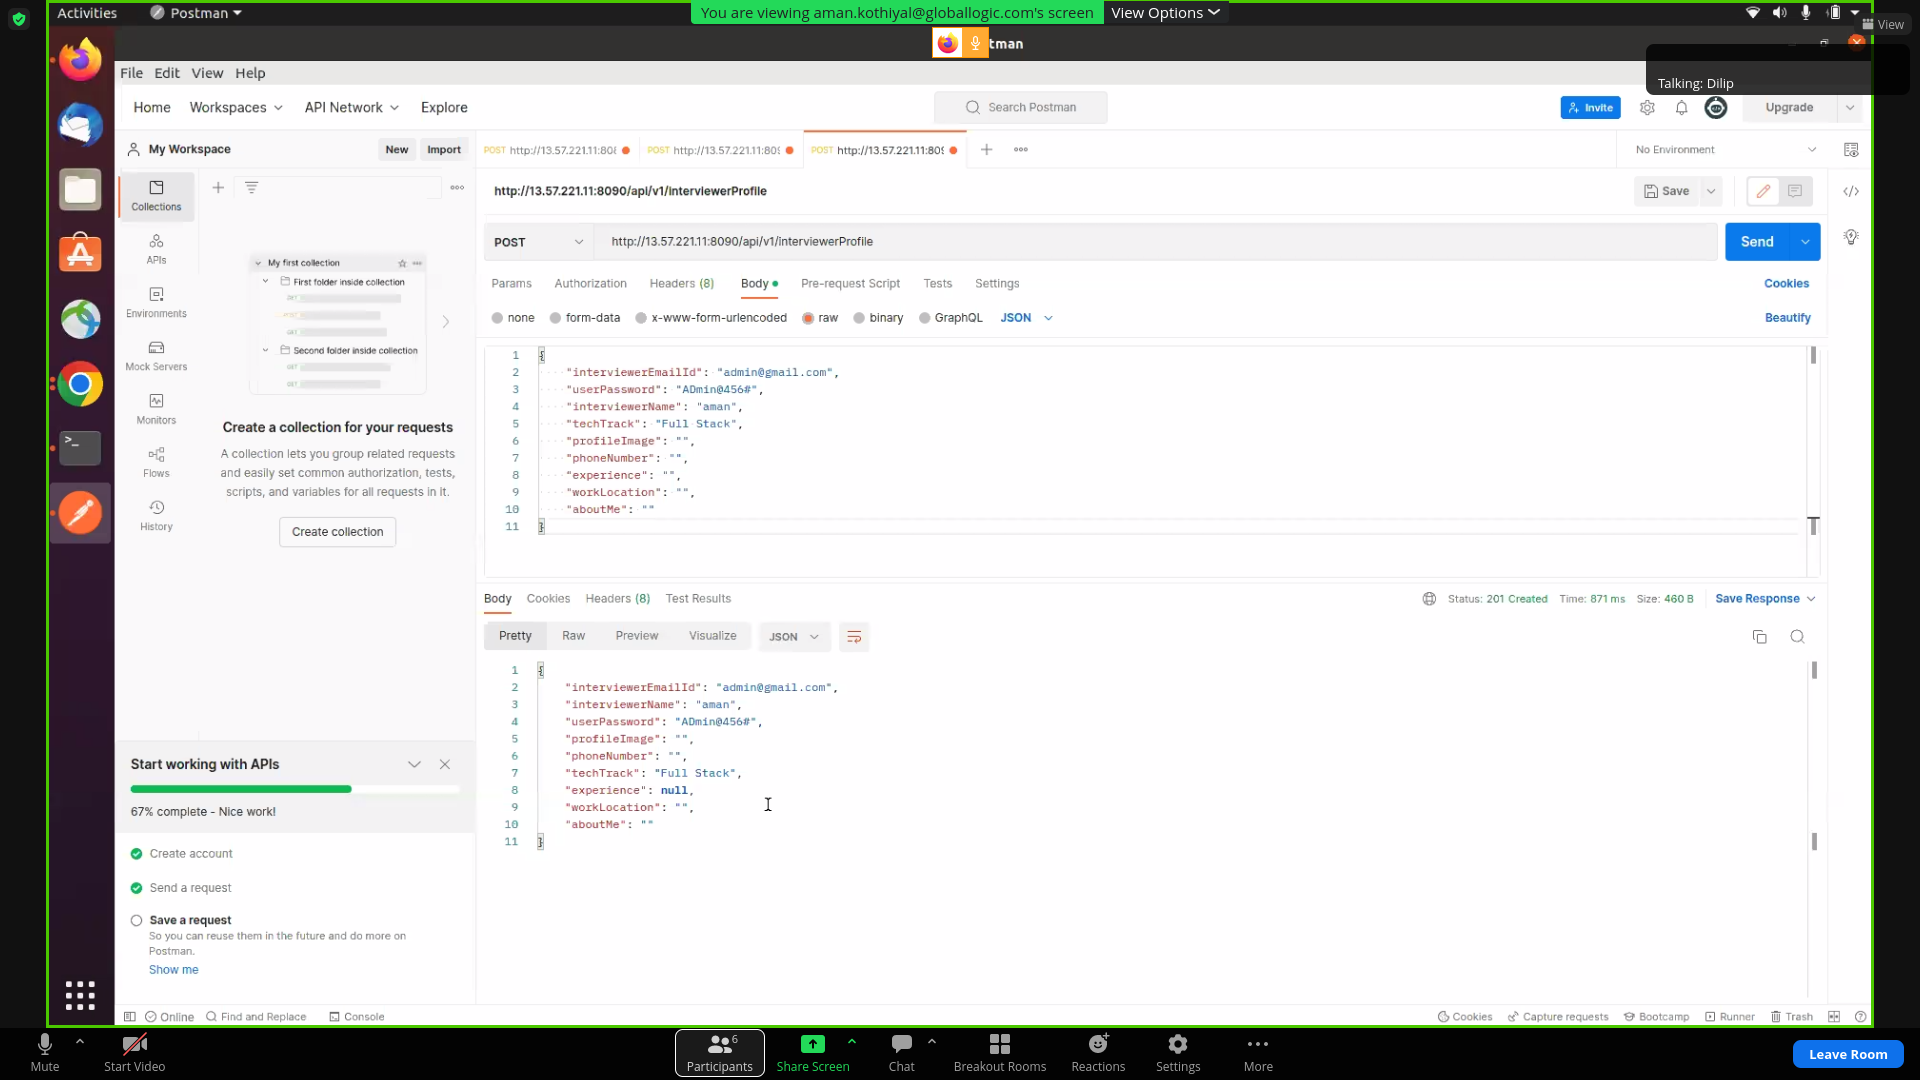 Activities
Postman
You are viewing aman.kothiyal@globallogic.com's screen
View Options
View
tman
Talking: Dilip
File Edit View Help
Home Workspaces API Network Explore
Search Postman
Invite
Upgrade
My Workspace
New
Import
POST http://13.57.221.11:808
POST http://13.57.221.11:809
POST http://13.57.221.11:809
No Environment
http://13.57.221.11:8090/api/v1/interviewerProfile
Save
POST
http://13.57.221.11:8090/api/v1/interviewerProfile
Send
Params Authorization Headers (8) Body Pre-request Script Tests Settings
Cookies
none form-data x-www-form-urlencoded raw binary GraphQL JSON
Beautify
1 {
2 "interviewerEmailId": "admin@gmail.com",
3 "userPassword": "ADmin@456#",
4 "interviewerName": "aman",
5 "techTrack": "Full Stack",
6 "profileImage": "",
7 "phoneNumber": "",
8 "experience": "",
9 "workLocation": "",
10 "aboutMe": ""
11 }
Collections
APIs
Environments
Mock Servers
Monitors
Flows
History
My first collection
First folder inside collection
GET
GET
Second folder inside collection
GET
GET
GET
Create a collection for your requests
A collection lets you group related requests
and easily set common authorization, tests,
scripts, and variables for all requests in it.
Create collection
Body Cookies Headers (8) Test Results
Status: 201 Created Time: 871 ms Size: 460 B
Save Response
Pretty Raw Preview Visualize JSON
1 {
2 "interviewerEmailId": "admin@gmail.com",
3 "interviewerName": "aman",
4 "userPassword": "ADmin@456#",
5 "profileImage": "",
6 "phoneNumber": "",
7 "techTrack": "Full Stack",
8 "experience": null,
9 "workLocation": "",
10 "aboutMe": ""
11 }
Start working with APIs
67% complete - Nice work!
Create account
Send a request
Save a request
So you can reuse them in the future and do more on
Postman.
Show me
Online Find and Replace Console
Cookies Capture requests Bootcamp Runner Trash
Mute
Start Video
6
Participants
Share Screen
Chat
Breakout Rooms
Reactions
Settings
More
Leave Room